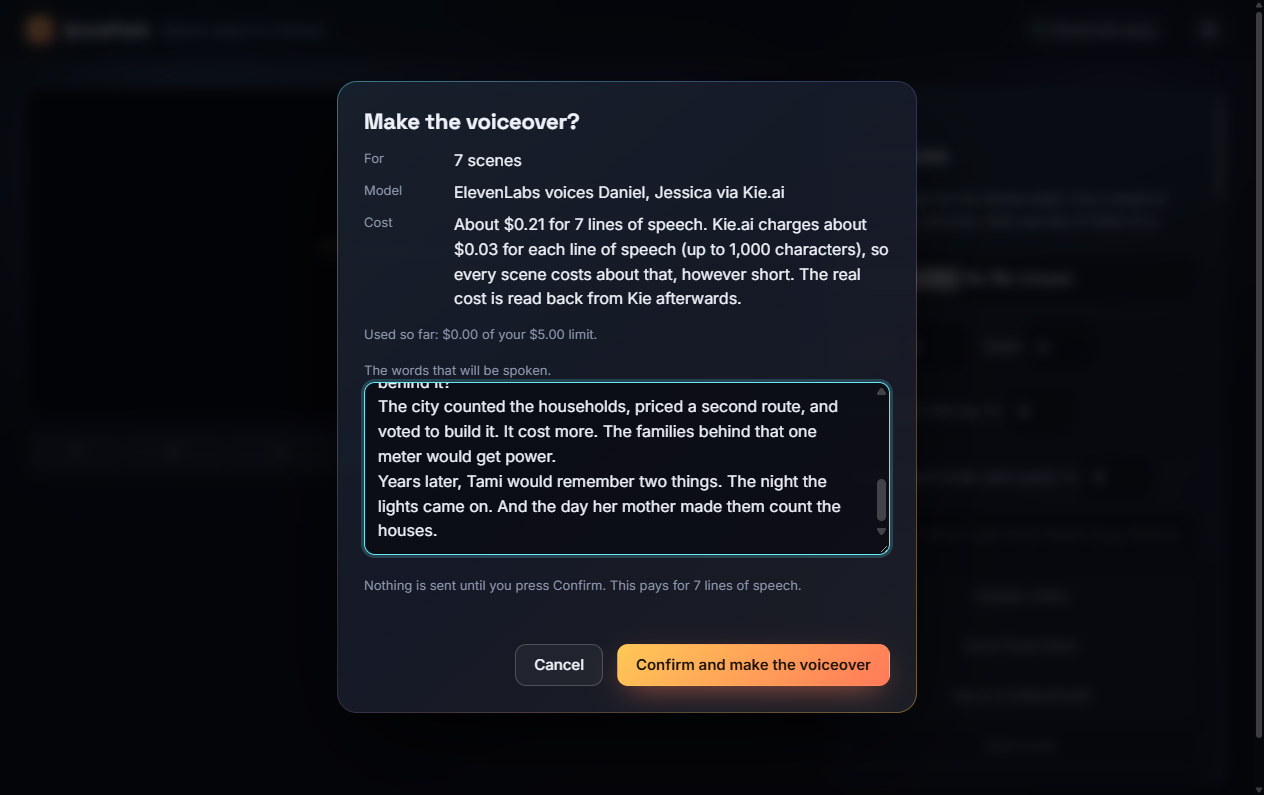 Make the voiceover?
For
7 scenes
Model
ElevenLabs voices Daniel, Jessica via Kie.ai
Cost
About $0.21 for 7 lines of speech. Kie.ai charges about
$0.03 for each line of speech (up to 1,000 characters), so
every scene costs about that, however short. The real
cost is read back from Kie afterwards.
Used so far: $0.00 of your $5.00 limit.
The words that will be spoken.
behind it?
The city counted the households, priced a second route, and
voted to build it. It cost more. The families behind that one
meter would get power.
Years later, Tami would remember two things. The night the
lights came on. And the day her mother made them count the
houses.
Nothing is sent until you press Confirm. This pays for 7 lines of speech.
Cancel
Confirm and make the voiceover